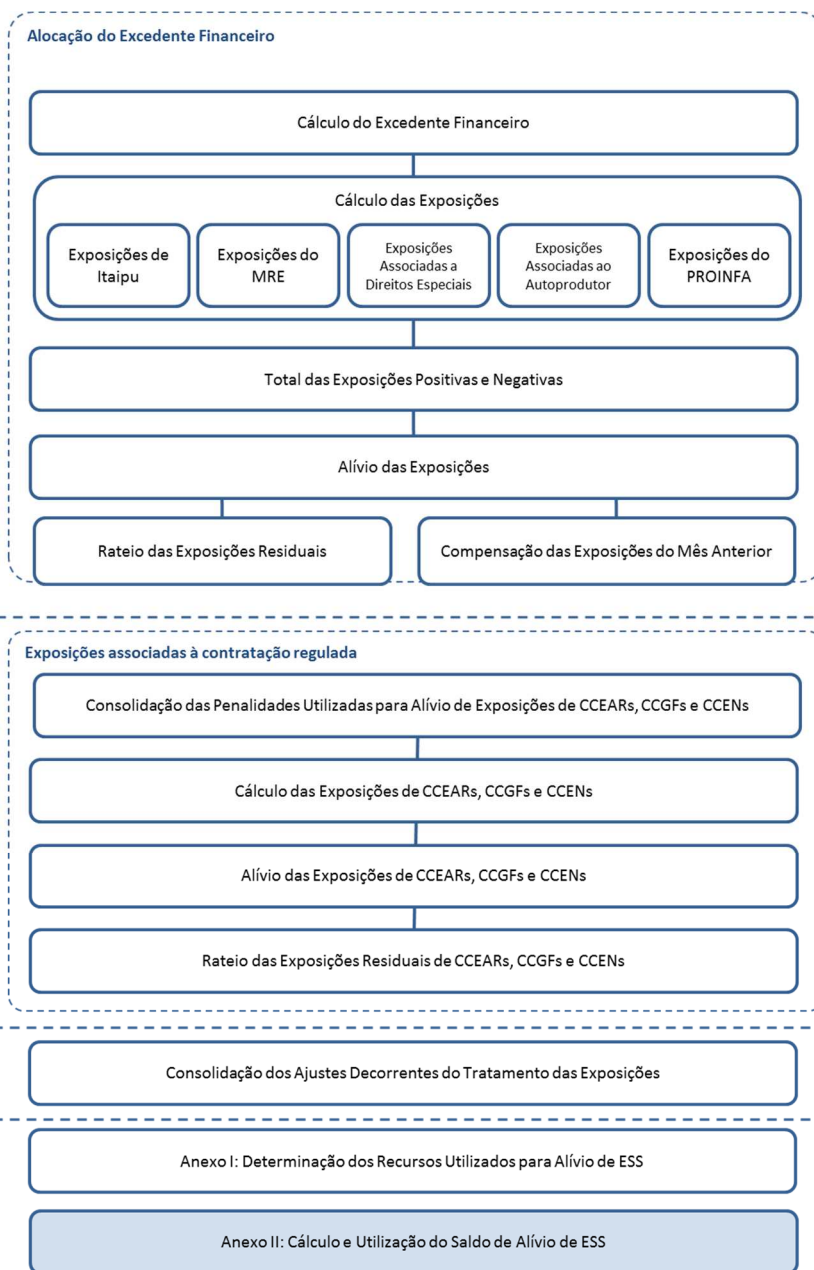 Alocação do Excedente Financeiro
Cálculo do Excedente Financeiro
Cálculo das Exposições
Exposições de
Itaipu
Exposições do
MRE
Exposições
Associadas a
Direitos Especiais
Exposições
Associadas ao
Autoprodutor
Exposições do
PROINFA
Total das Exposições Positivas e Negativas
Alívio das Exposições
Rateio das Exposições Residuais
Compensação das Exposições do Mês Anterior
Exposições associadas à contratação regulada
Consolidação das Penalidades Utilizadas para Alívio de Exposições de CCEARs, CCGFs e CCENs
Cálculo das Exposições de CCEARs, CCGFs e CCENs
Alívio das Exposições de CCEARs, CCGFs e CCENs
Rateio das Exposições Residuais de CCEARs, CCGFs e CCENs
Consolidação dos Ajustes Decorrentes do Tratamento das Exposições
Anexo I: Determinação dos Recursos Utilizados para Alívio de ESS
Anexo II: Cálculo e Utilização do Saldo de Alívio de ESS